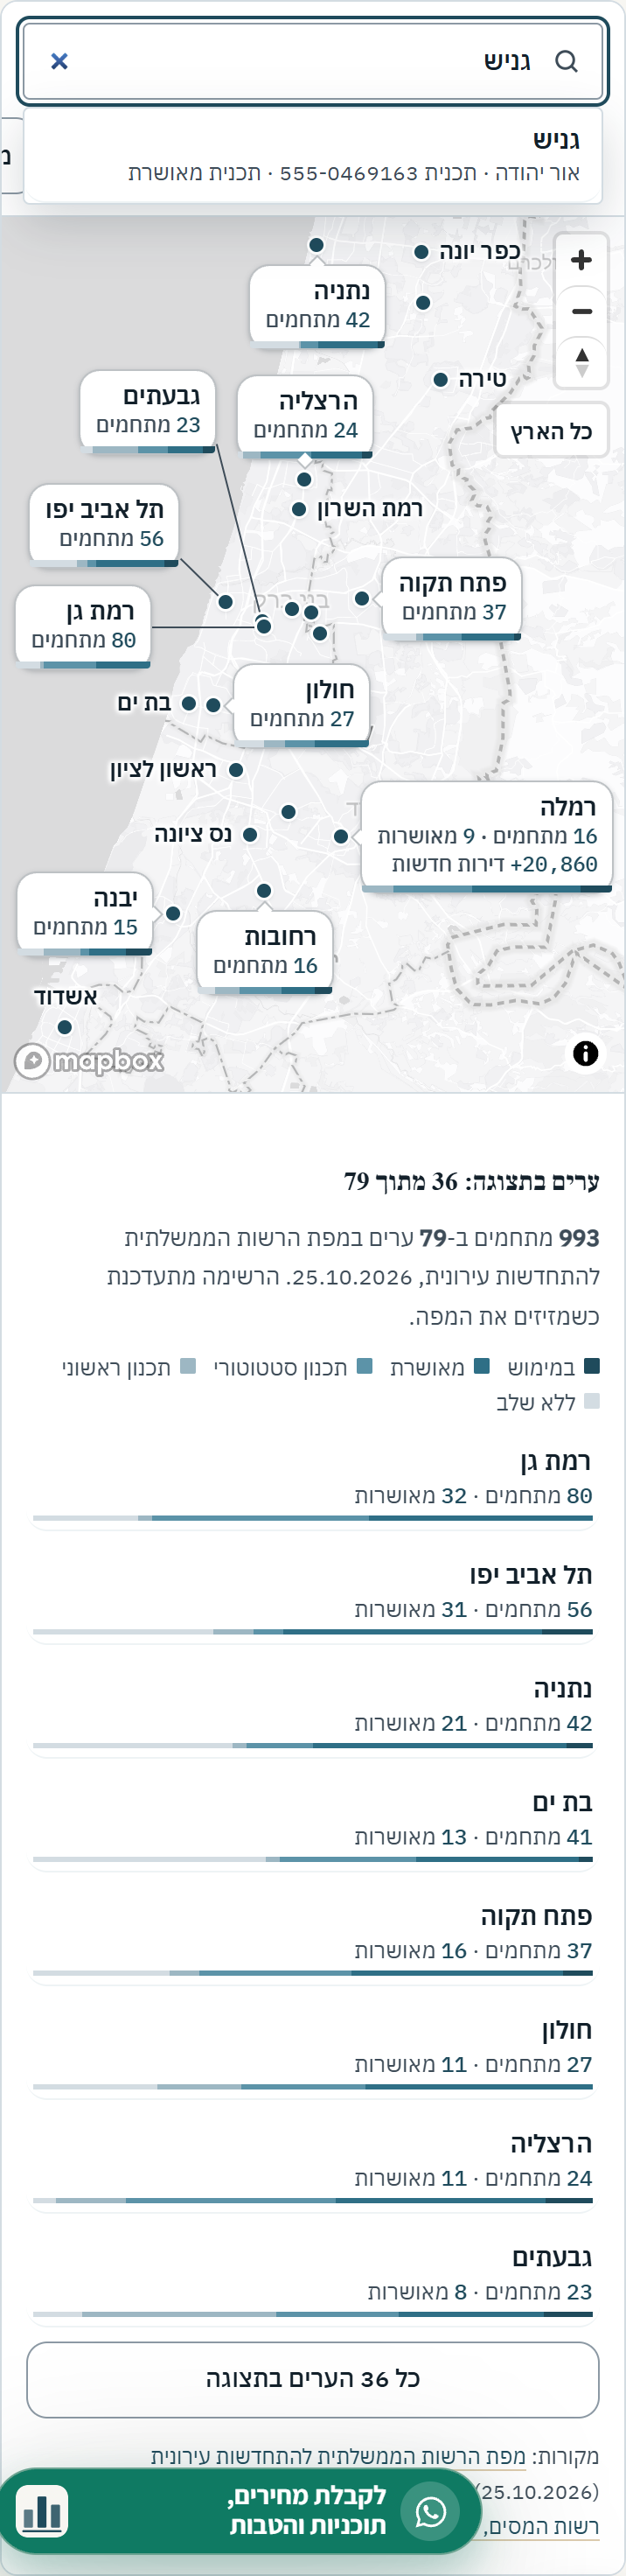 גניש
גניש
אור יהודה · תכנית 555-0469163 · תכנית מאושרת
כפר יונה
נתניה
42 מתחמים
טירה
כל הארץ
גבעתיים
23 מתחמים
הרצליה
24 מתחמים
רמת השרון
תל אביב יפו
56 מתחמים
פתח תקוה
37 מתחמים
רמת גן
80 מתחמים
חולון
27 מתחמים
בת ים
ראשון לציון
נס ציונה
רמלה
16 מתחמים · 9 מאושרות
+20,860 דירות חדשות
יבנה
15 מתחמים
רחובות
16 מתחמים
אשדוד
mapbox
ערים בתצוגה: 36 מתוך 79
993 מתחמים ב-79 ערים במפת הרשות הממשלתית
להתחדשות עירונית, 25.10.2026. הרשימה מתעדכנת
כשמזיזים את המפה.
במימוש מאושרת תכנון סטטוטורי תכנון ראשוני
ללא שלב
רמת גן
80 מתחמים · 32 מאושרות
תל אביב יפו
56 מתחמים · 31 מאושרות
נתניה
42 מתחמים · 21 מאושרות
בת ים
41 מתחמים · 13 מאושרות
פתח תקוה
37 מתחמים · 16 מאושרות
חולון
27 מתחמים · 11 מאושרות
הרצליה
24 מתחמים · 11 מאושרות
גבעתיים
23 מתחמים · 8 מאושרות
כל 36 הערים בתצוגה
מקורות: מפת הרשות הממשלתית להתחדשות עירונית
(25.10.2026)
רשות המסים,
לקבלת מחירים,
תוכניות והטבות